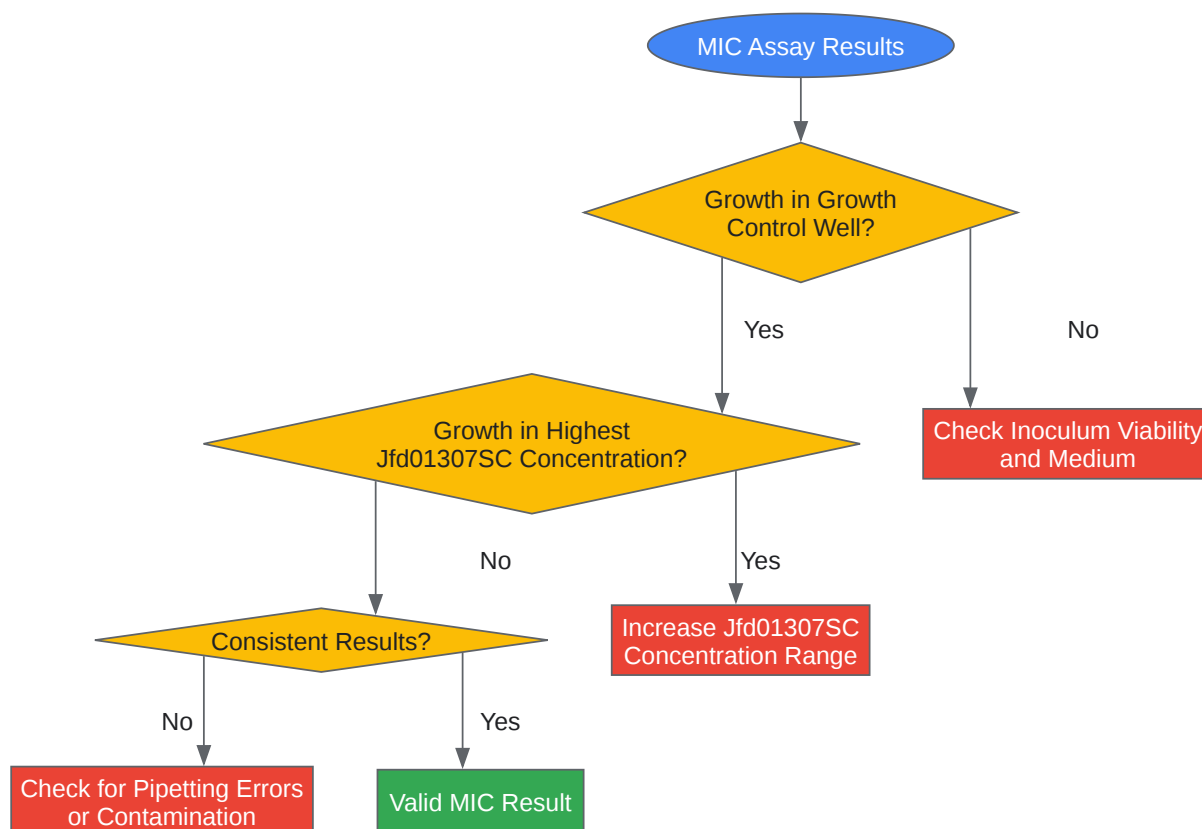 MIC Assay Results
Growth in Growth
Control Well?
Yes
No
Growth in Highest
Jfd01307SC Concentration?
Check Inoculum Viability
and Medium
No
Yes
Consistent Results?
Increase Jfd01307SC
Concentration Range
No
Yes
Check for Pipetting Errors
or Contamination
Valid MIC Result